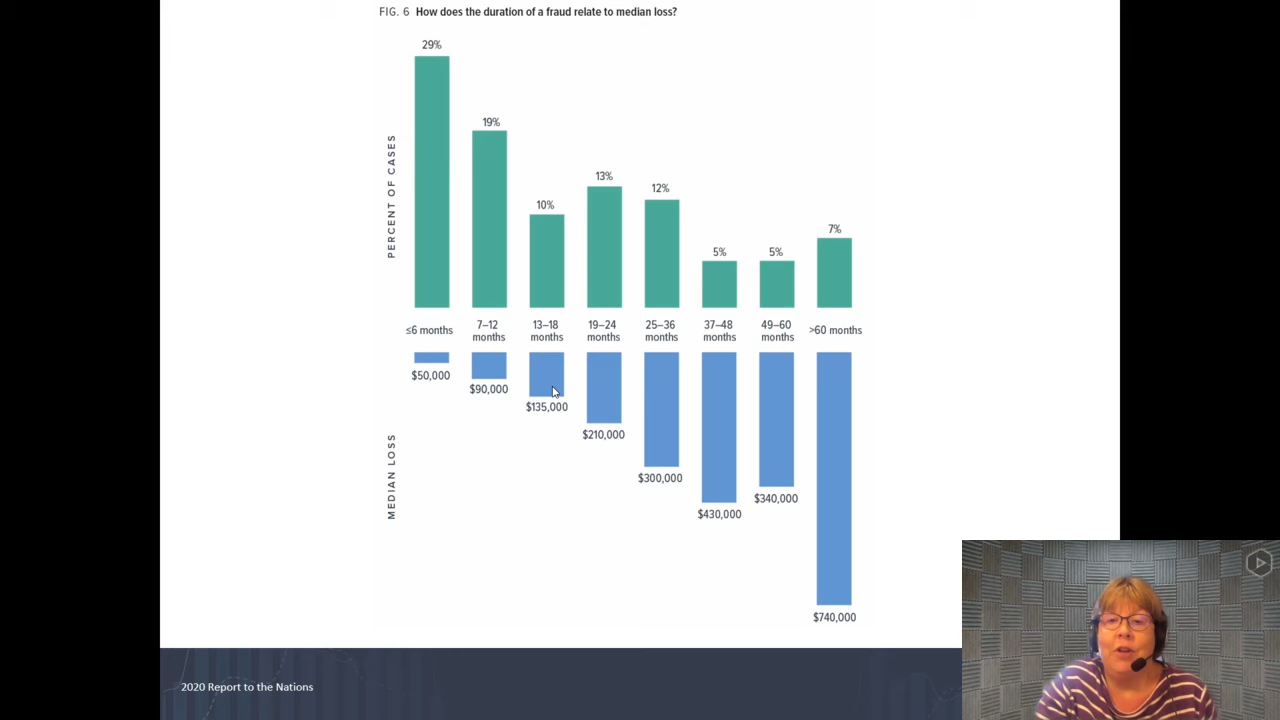 FIG. 6 How does the duration of a fraud relate to median loss?
PERCENT OF CASES
29%
19%
10%
13%
12%
5%
5%
7%
≤6 months
7–12
months
13–18
months
19–24
months
25–36
months
37–48
months
49–60
months
>60 months
MEDIAN LOSS
$50,000
$90,000
$135,000
$210,000
$300,000
$430,000
$340,000
$740,000
2020 Report to the Nations